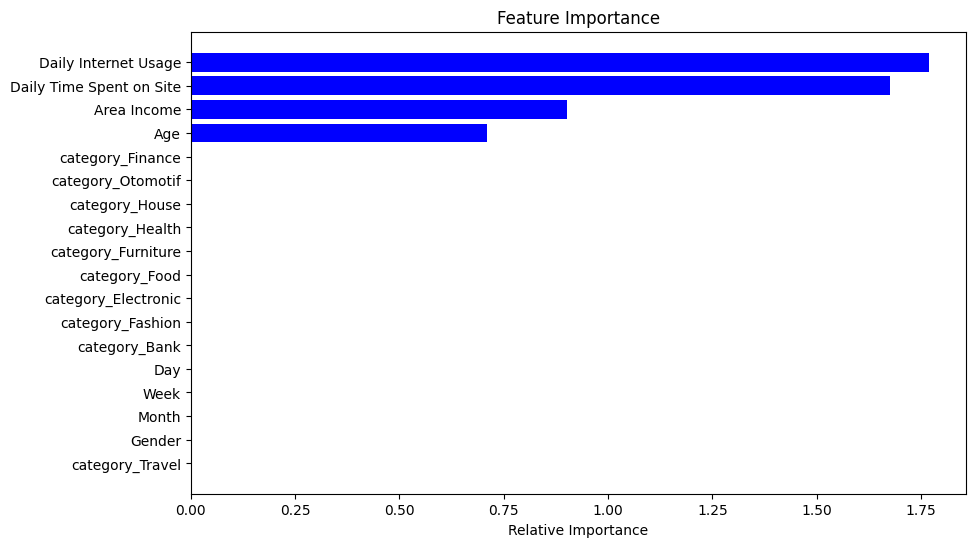 Feature Importance
Daily Internet Usage
Daily Time Spent on Site
Area Income
Age
category_Finance
category_Otomotif
category_House
category_Health
category_Furniture
category_Food
category_Electronic
category_Fashion
category_Bank
Day
Week
Month
Gender
category_Travel
0.00 0.25 0.50 0.75 1.00 1.25 1.50 1.75
Relative Importance